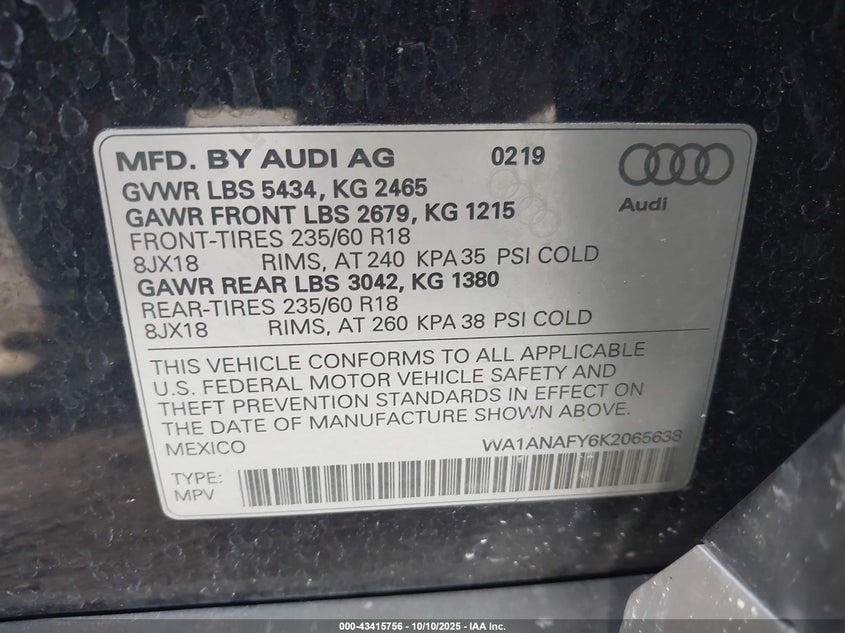 MFD. BY AUDI AG 0219
Audi
GVWR LBS 5434, KG 2465
GAWR FRONT LBS 2679, KG 1215
FRONT-TIRES 235/60 R18
8JX18 RIMS, AT 240 KPA 35 PSI COLD
GAWR REAR LBS 3042, KG 1380
REAR-TIRES 235/60 R18
8JX18 RIMS, AT 260 KPA 38 PSI COLD
THIS VEHICLE CONFORMS TO ALL APPLICABLE
U.S. FEDERAL MOTOR VEHICLE SAFETY AND
THEFT PREVENTION STANDARDS IN EFFECT ON
THE DATE OF MANUFACTURE SHOWN ABOVE.
MEXICO WA1ANAFY6K2065638
TYPE:
MPV
000-43415756 - 10/10/2025 - IAA Inc.